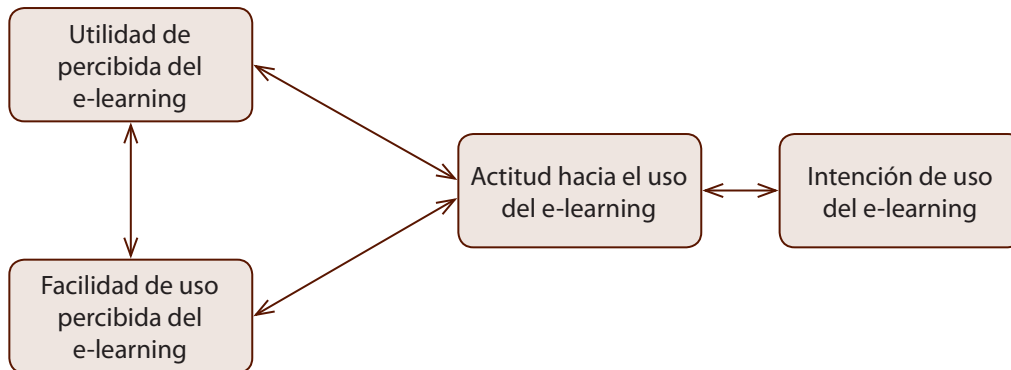 Utilidad de
percibida del
e-learning
Actitud hacia el uso
del e-learning
Intención de uso
del e-learning
Facilidad de uso
percibida del
e-learning